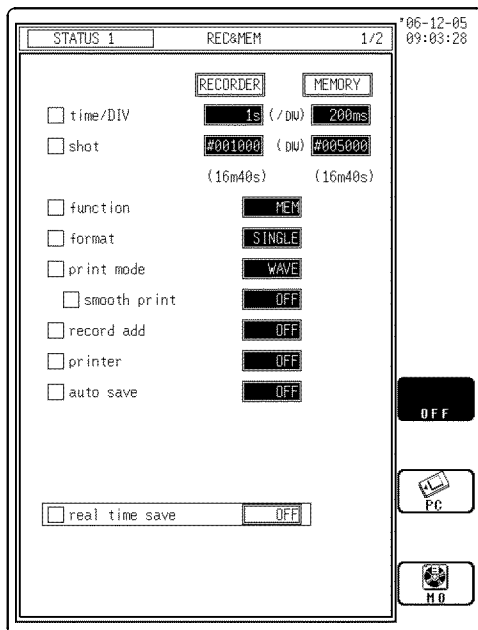 '06-12-05
STATUS 1 REC&MEM 1/2 09:03:28
RECORDER MEMORY
time/DIV 1s (/DIV) 200ms
shot #001000 (DIV) #005000
(16m40s) (16m40s)
function MEM
format SINGLE
print mode WAVE
smooth print OFF
record add OFF
printer OFF
auto save OFF
OFF
PC
real time save OFF
MO